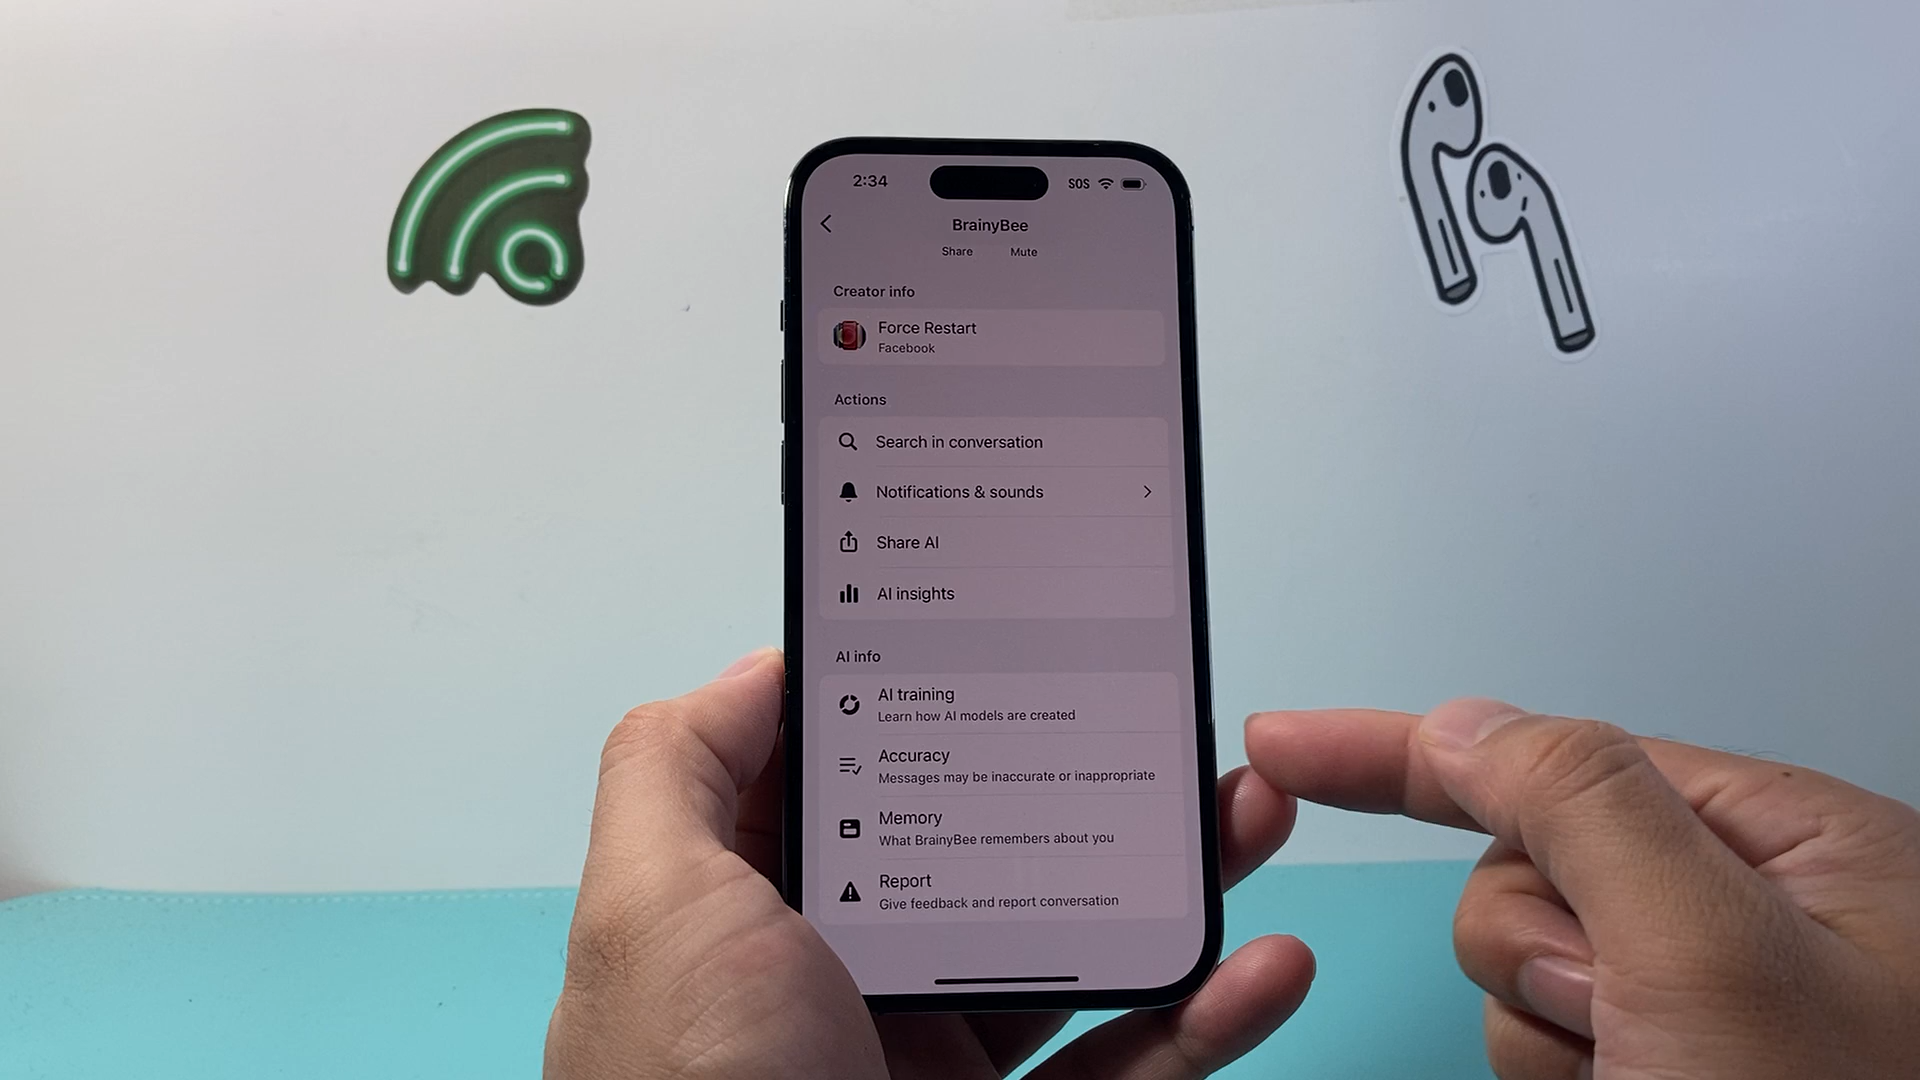 2:34
SOS
BrainyBee
Share Mute
Creator info
Force Restart
Facebook
Actions
Search in conversation
Notifications & sounds
Share AI
AI insights
AI info
AI training
Learn how AI models are created
Accuracy
Messages may be inaccurate or inappropriate
Memory
What BrainyBee remembers about you
Report
Give feedback and report conversation